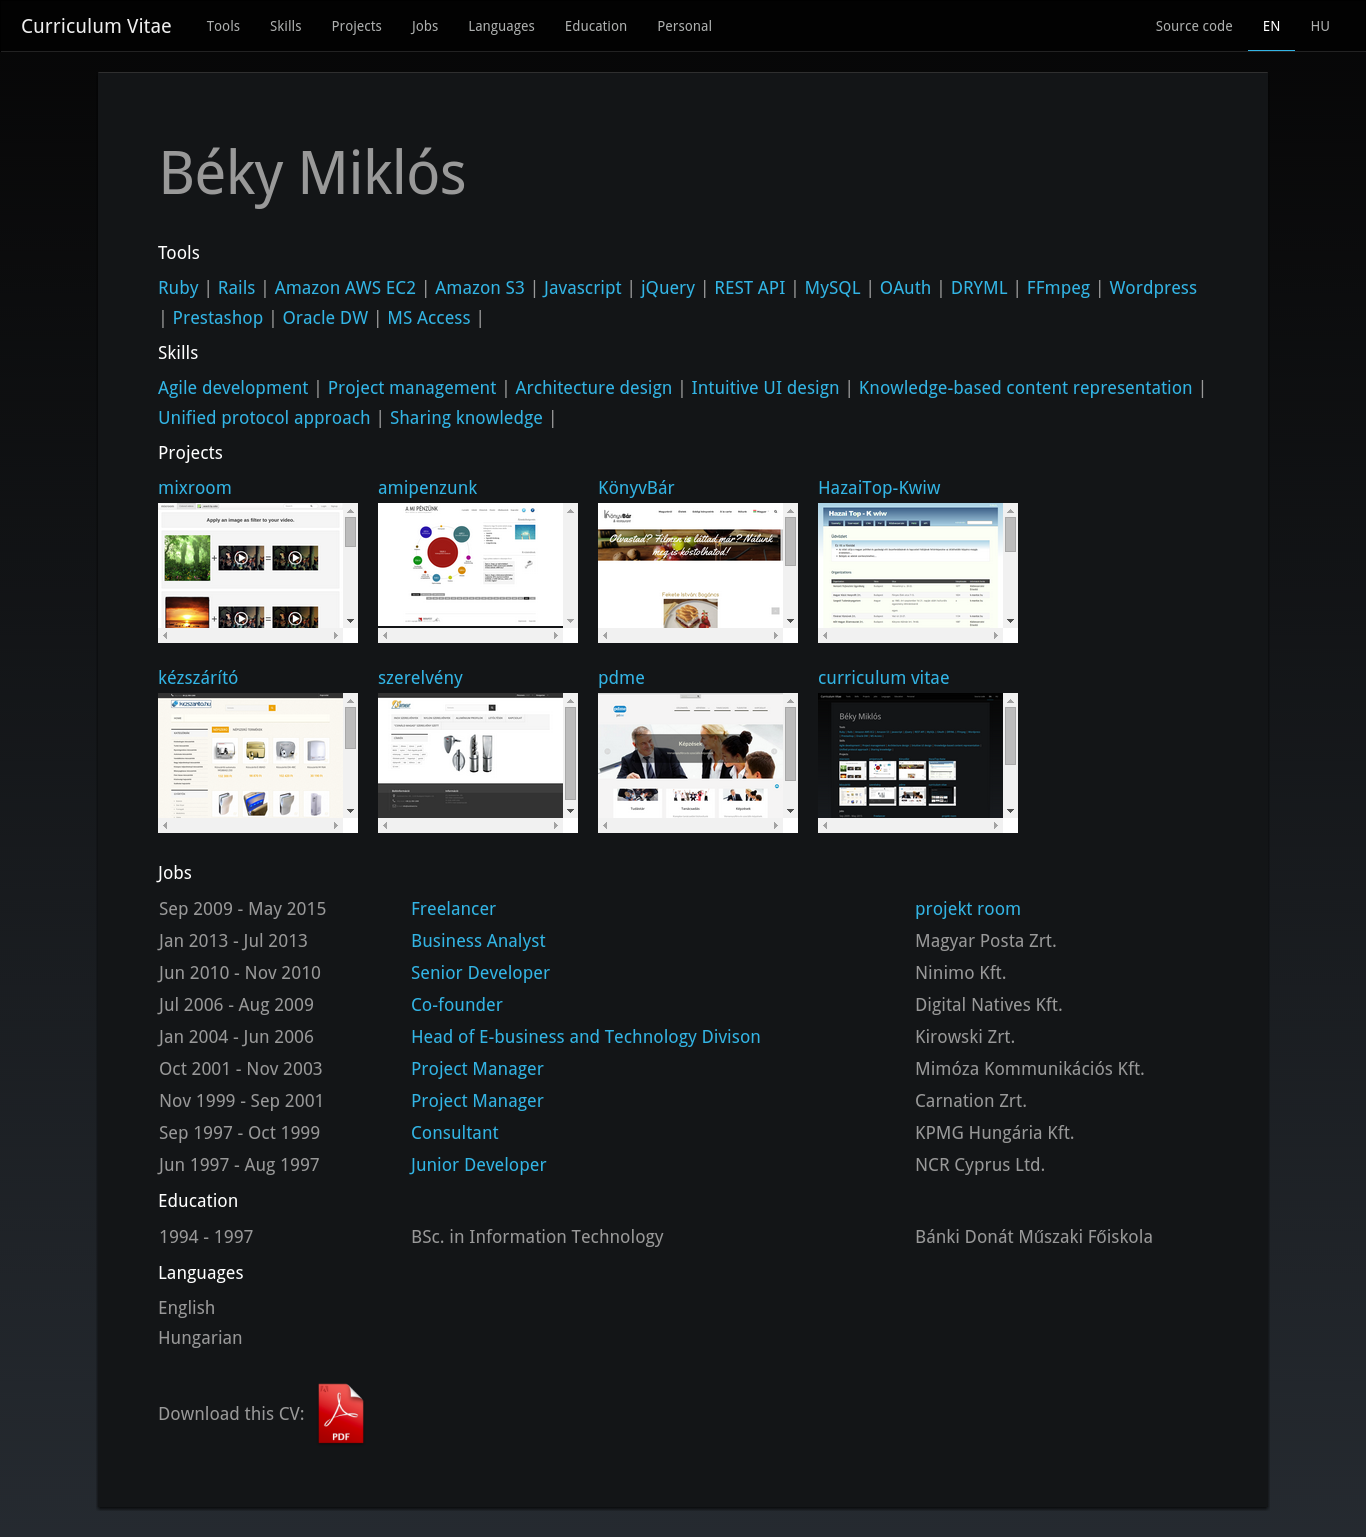 Curriculum Vitae Tools Skills Projects Jobs Languages Education Personal Source code EN HU
Béky Miklós
Tools
Ruby | Rails | Amazon AWS EC2 | Amazon S3 | Javascript | jQuery | REST API | MySQL | OAuth | DRYML | FFmpeg | Wordpress
| Prestashop | Oracle DW | MS Access |
Skills
Agile development | Project management | Architecture design | Intuitive UI design | Knowledge-based content representation |
Unified protocol approach | Sharing knowledge |
Projects
mixroom amipenzunk KönyvBár HazaiTop-Kwiw
Apply an image as filter to your video.
A MI PÉNZÜNK
KönyvBár
Olvastad? Filmen is láttad már? Nálunk
meg is kóstolhatod!
Fekete István: Bogáncs
Hazai Top - K wiw
kézszárító szerelvény pdme curriculum vitae
Képzések
Béky Miklós
Jobs
Sep 2009 - May 2015 Freelancer projekt room
Jan 2013 - Jul 2013 Business Analyst Magyar Posta Zrt.
Jun 2010 - Nov 2010 Senior Developer Ninimo Kft.
Jul 2006 - Aug 2009 Co-founder Digital Natives Kft.
Jan 2004 - Jun 2006 Head of E-business and Technology Divison Kirowski Zrt.
Oct 2001 - Nov 2003 Project Manager Mimóza Kommunikációs Kft.
Nov 1999 - Sep 2001 Project Manager Carnation Zrt.
Sep 1997 - Oct 1999 Consultant KPMG Hungária Kft.
Jun 1997 - Aug 1997 Junior Developer NCR Cyprus Ltd.
Education
1994 - 1997 BSc. in Information Technology Bánki Donát Műszaki Főiskola
Languages
English
Hungarian
Download this CV: PDF